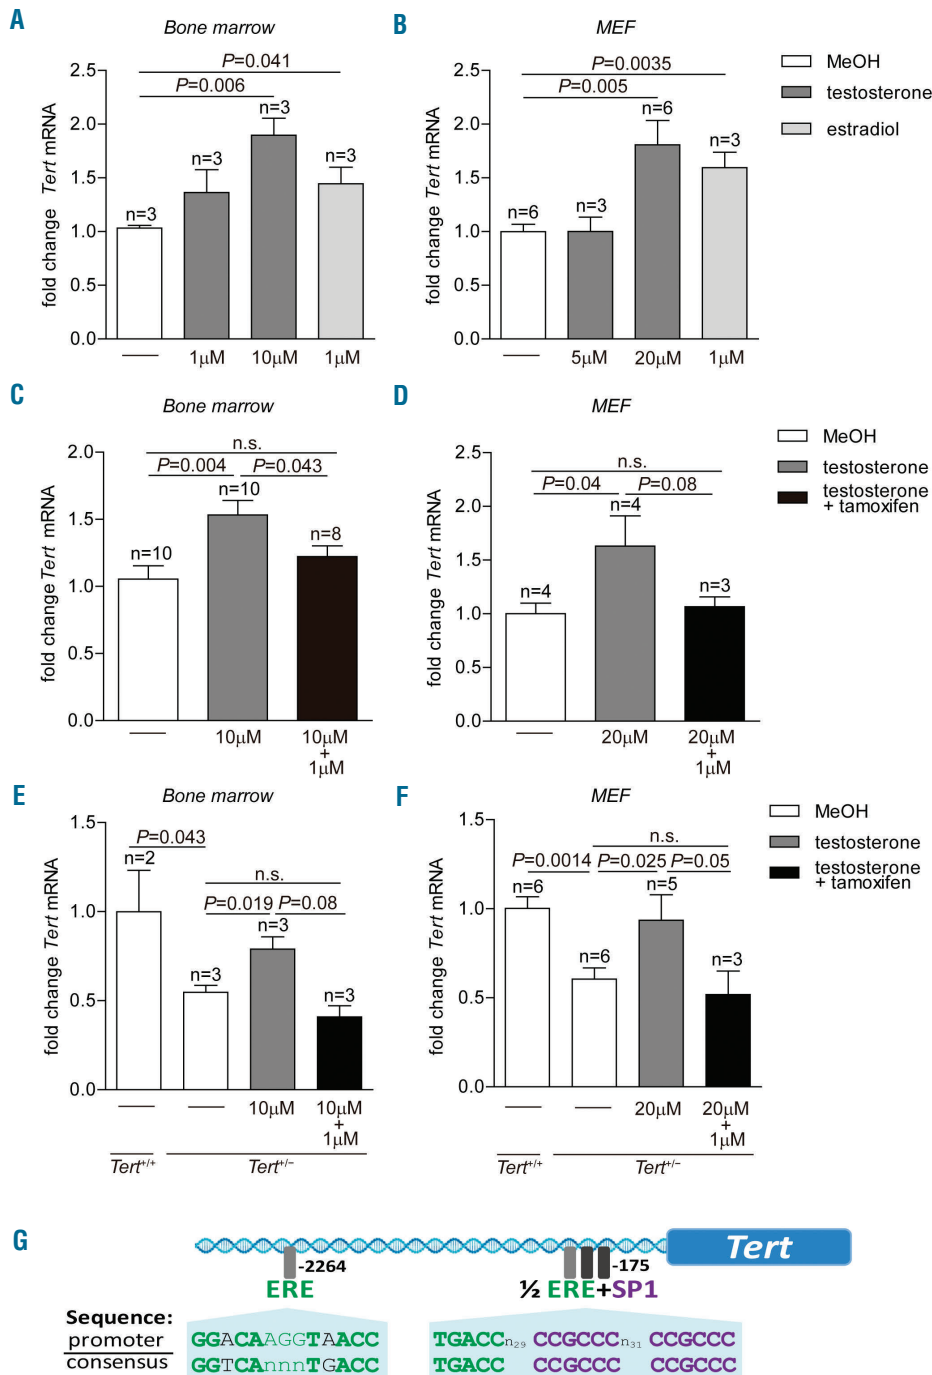 A
Bone marrow
P=0.041
P=0.006
fold change Tert mRNA
2.5
2.0
1.5
1.0
0.5
0.0
n=3
n=3
n=3
n=3
1µM
10µM
1µM
B
MEF
P=0.0035
P=0.005
fold change Tert mRNA
2.5
2.0
1.5
1.0
0.5
0.0
n=6
n=3
n=6
n=3
5µM
20µM
1µM
MeOH
testosterone
estradiol
C
Bone marrow
n.s.
P=0.004
P=0.043
fold change Tert mRNA
2.0
1.5
1.0
0.5
0.0
n=10
n=10
n=8
10µM
10µM
+
1µM
D
MEF
n.s.
P=0.04
P=0.08
fold change Tert mRNA
2.5
2.0
1.5
1.0
0.5
0.0
n=4
n=4
n=3
20µM
20µM
+
1µM
MeOH
testosterone
testosterone
+ tamoxifen
E
Bone marrow
P=0.043
n.s.
P=0.019
P=0.08
fold change Tert mRNA
1.5
1.0
0.5
0.0
n=2
n=3
n=3
n=3
10µM
10µM
+
1µM
Tert+/+
Tert+/−
F
MEF
n.s.
P=0.0014
P=0.025
P=0.05
fold change Tert mRNA
1.5
1.0
0.5
0.0
n=6
n=6
n=5
n=3
20µM
20µM
+
1µM
Tert+/+
Tert+/−
MeOH
testosterone
testosterone
+ tamoxifen
G
Tert
-2264
-175
ERE
½ ERE+SP1
Sequence:
promoter
GGACAAGGTAACC
TGACCn29 CCGCCCn31 CCGCCC
consensus
GGTCAnnnTGACC
TGACC CCGCCC CCGCCC